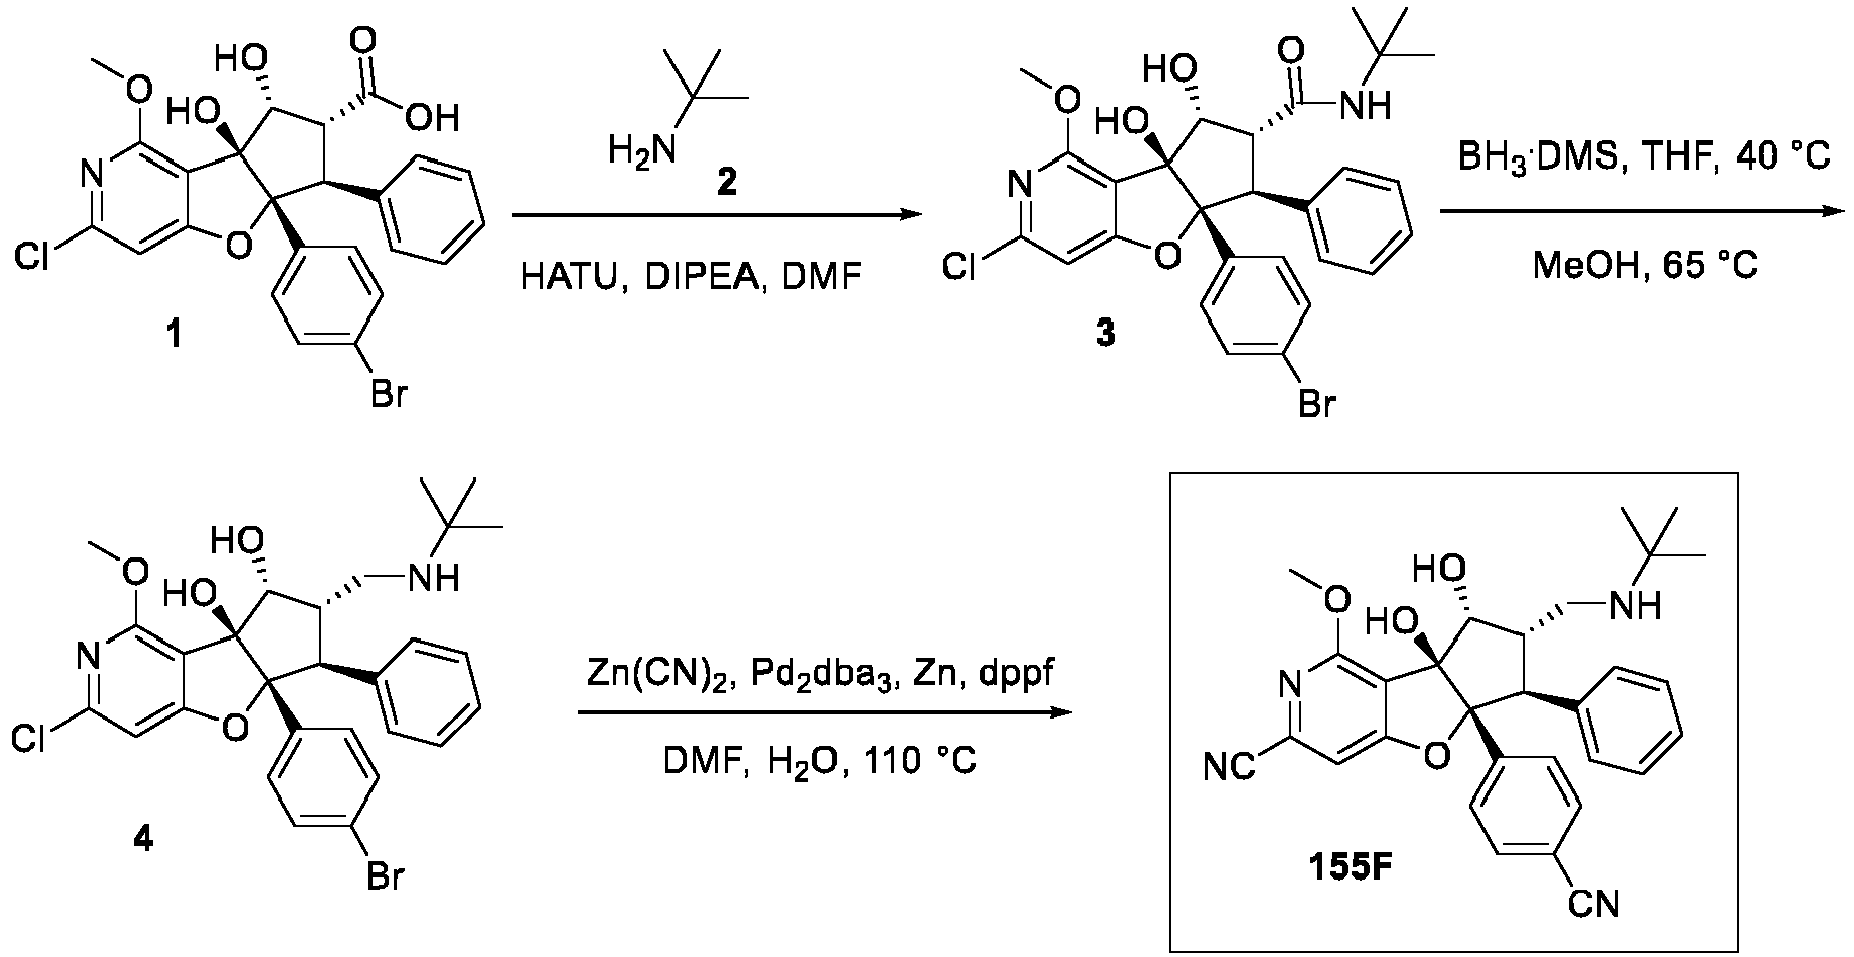 O
HO
OH
O
HO
N
O
Cl
Br
1
H₂N
2
HATU, DIPEA, DMF
O
HO
NH
O
HO
N
O
Cl
Br
3
BH₃·DMS, THF, 40 °C
MeOH, 65 °C
HO
NH
O
HO
N
O
Cl
Br
4
Zn(CN)₂, Pd₂dba₃, Zn, dppf
DMF, H₂O, 110 °C
HO
NH
O
HO
N
O
NC
CN
155F